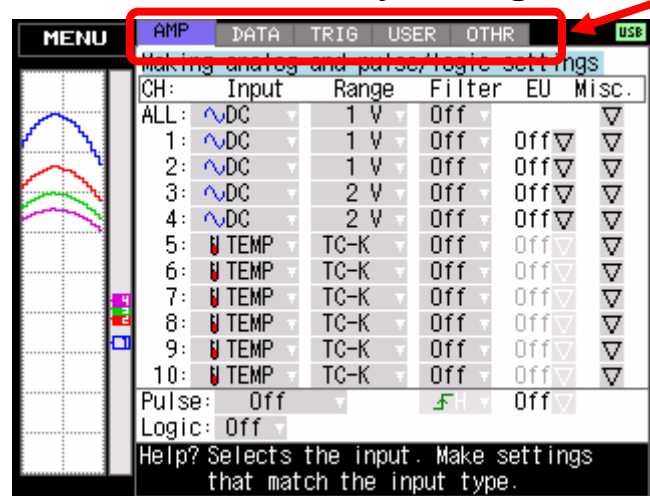 MENU AMP DATA TRIG USER OTHR USB
Making analog and pulse/logic settings
CH: Input Range Filter EU Misc.
ALL: DC 1 V Off
1: DC 1 V Off Off
2: DC 1 V Off Off
3: DC 2 V Off Off
4: DC 2 V Off Off
5: TEMP TC-K Off Off
6: TEMP TC-K Off Off
7: TEMP TC-K Off Off
8: TEMP TC-K Off Off
9: TEMP TC-K Off Off
10: TEMP TC-K Off Off
Pulse: Off H Off
Logic: Off
Help? Selects the input. Make settings
that match the input type.